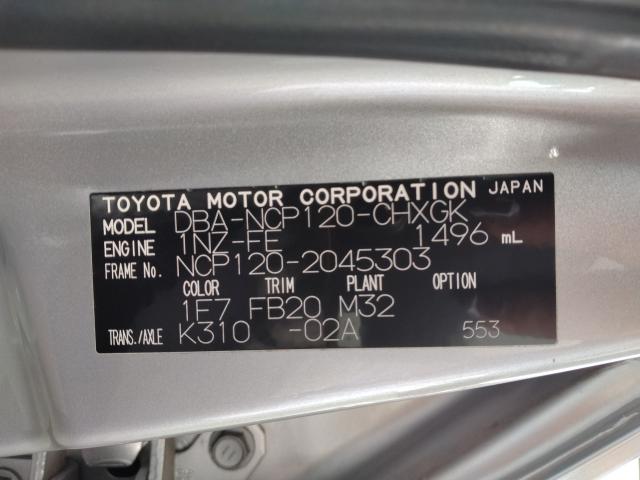 TOYOTA MOTOR CORPORATION JAPAN
MODEL DBA-NCP120-CHXGK
ENGINE 1NZ-FE 1496 mL
FRAME No. NCP120-2045303
COLOR TRIM PLANT OPTION
1E7 FB20 M32
TRANS./AXLE K310 -02A 553